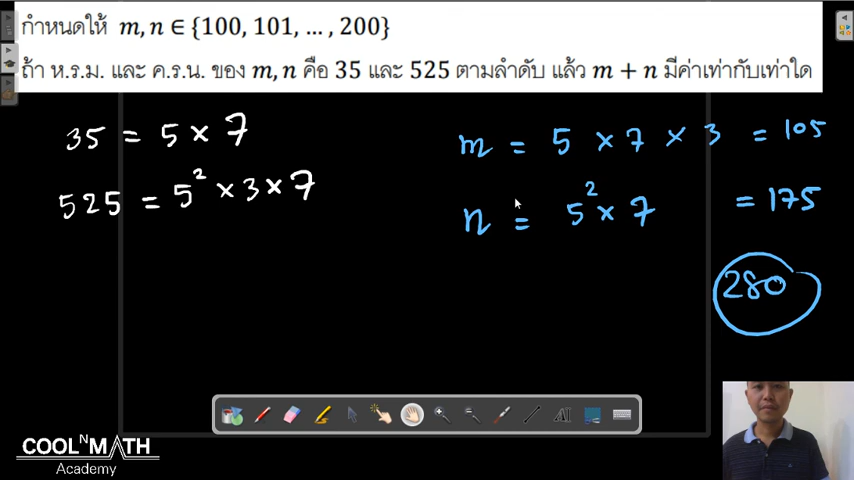 กำหนดให้ m, n ∈ {100, 101, ... , 200}
ถ้า ห.ร.ม. และ ค.ร.น. ของ m, n คือ 35 และ 525 ตามลำดับ แล้ว m + n มีค่าเท่ากับเท่าใด
35 = 5 × 7
525 = 5² × 3 × 7
m = 5 × 7 × 3 = 105
n = 5² × 7 = 175
280
AI
COOL N MATH
Academy